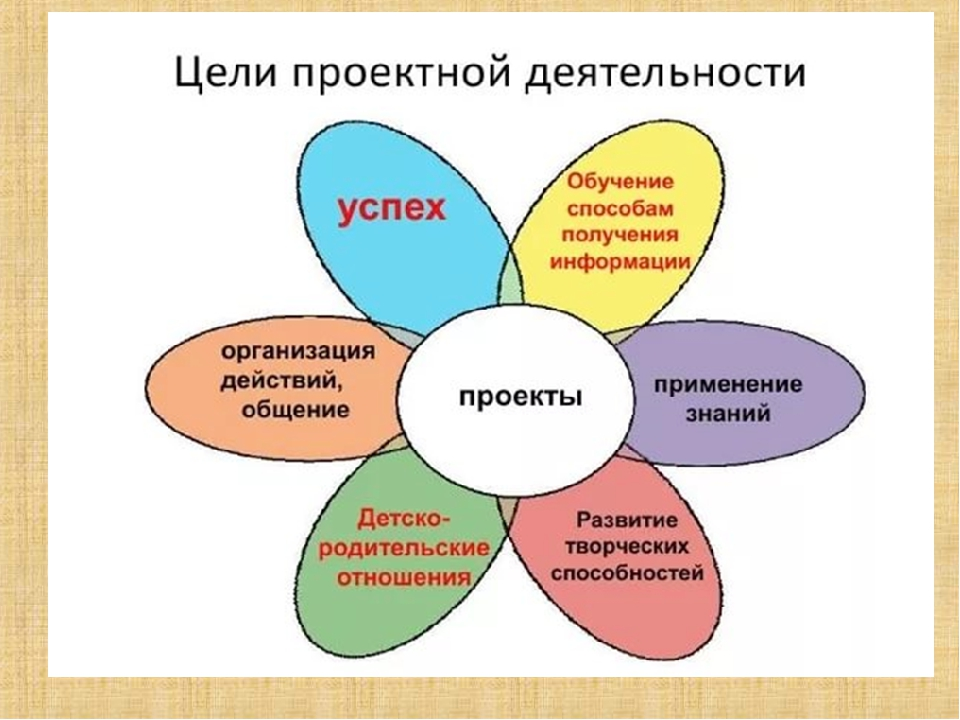 Цели проектной деятельности
успех
Обучение
способам
получения
информации
организация
действий,
общение
проекты
применение
знаний
Детско-
родительские
отношения
Развитие
творческих
способностей